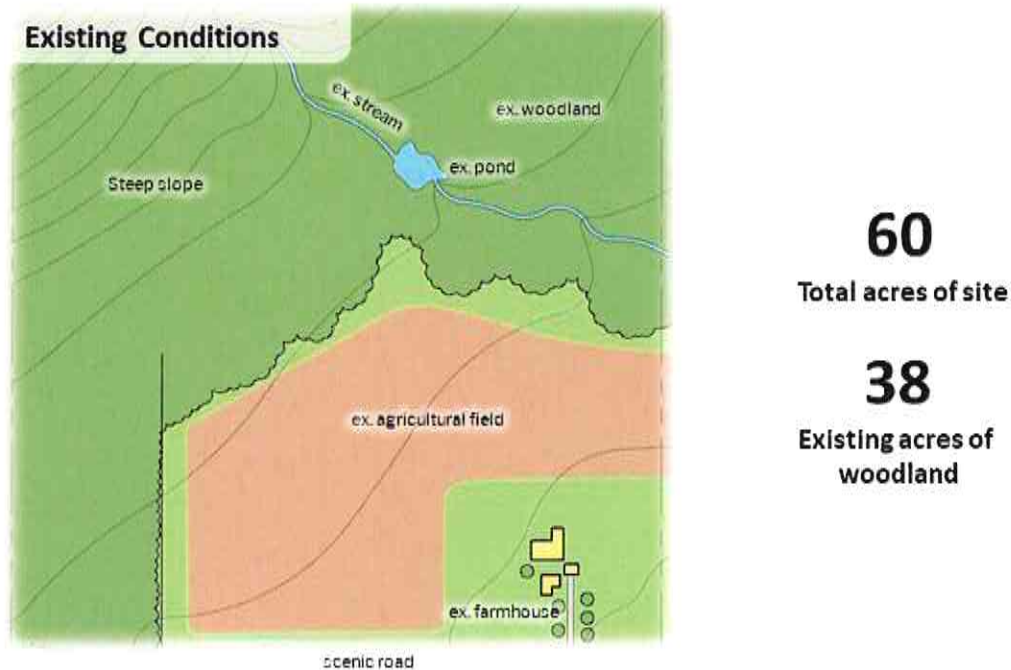 Existing Conditions
ex. stream
ex. woodland
ex. pond
Steep slope
60
Total acres of site
38
Existing acres of
woodland
ex. agricultural field
ex. farmhouse
scenic road